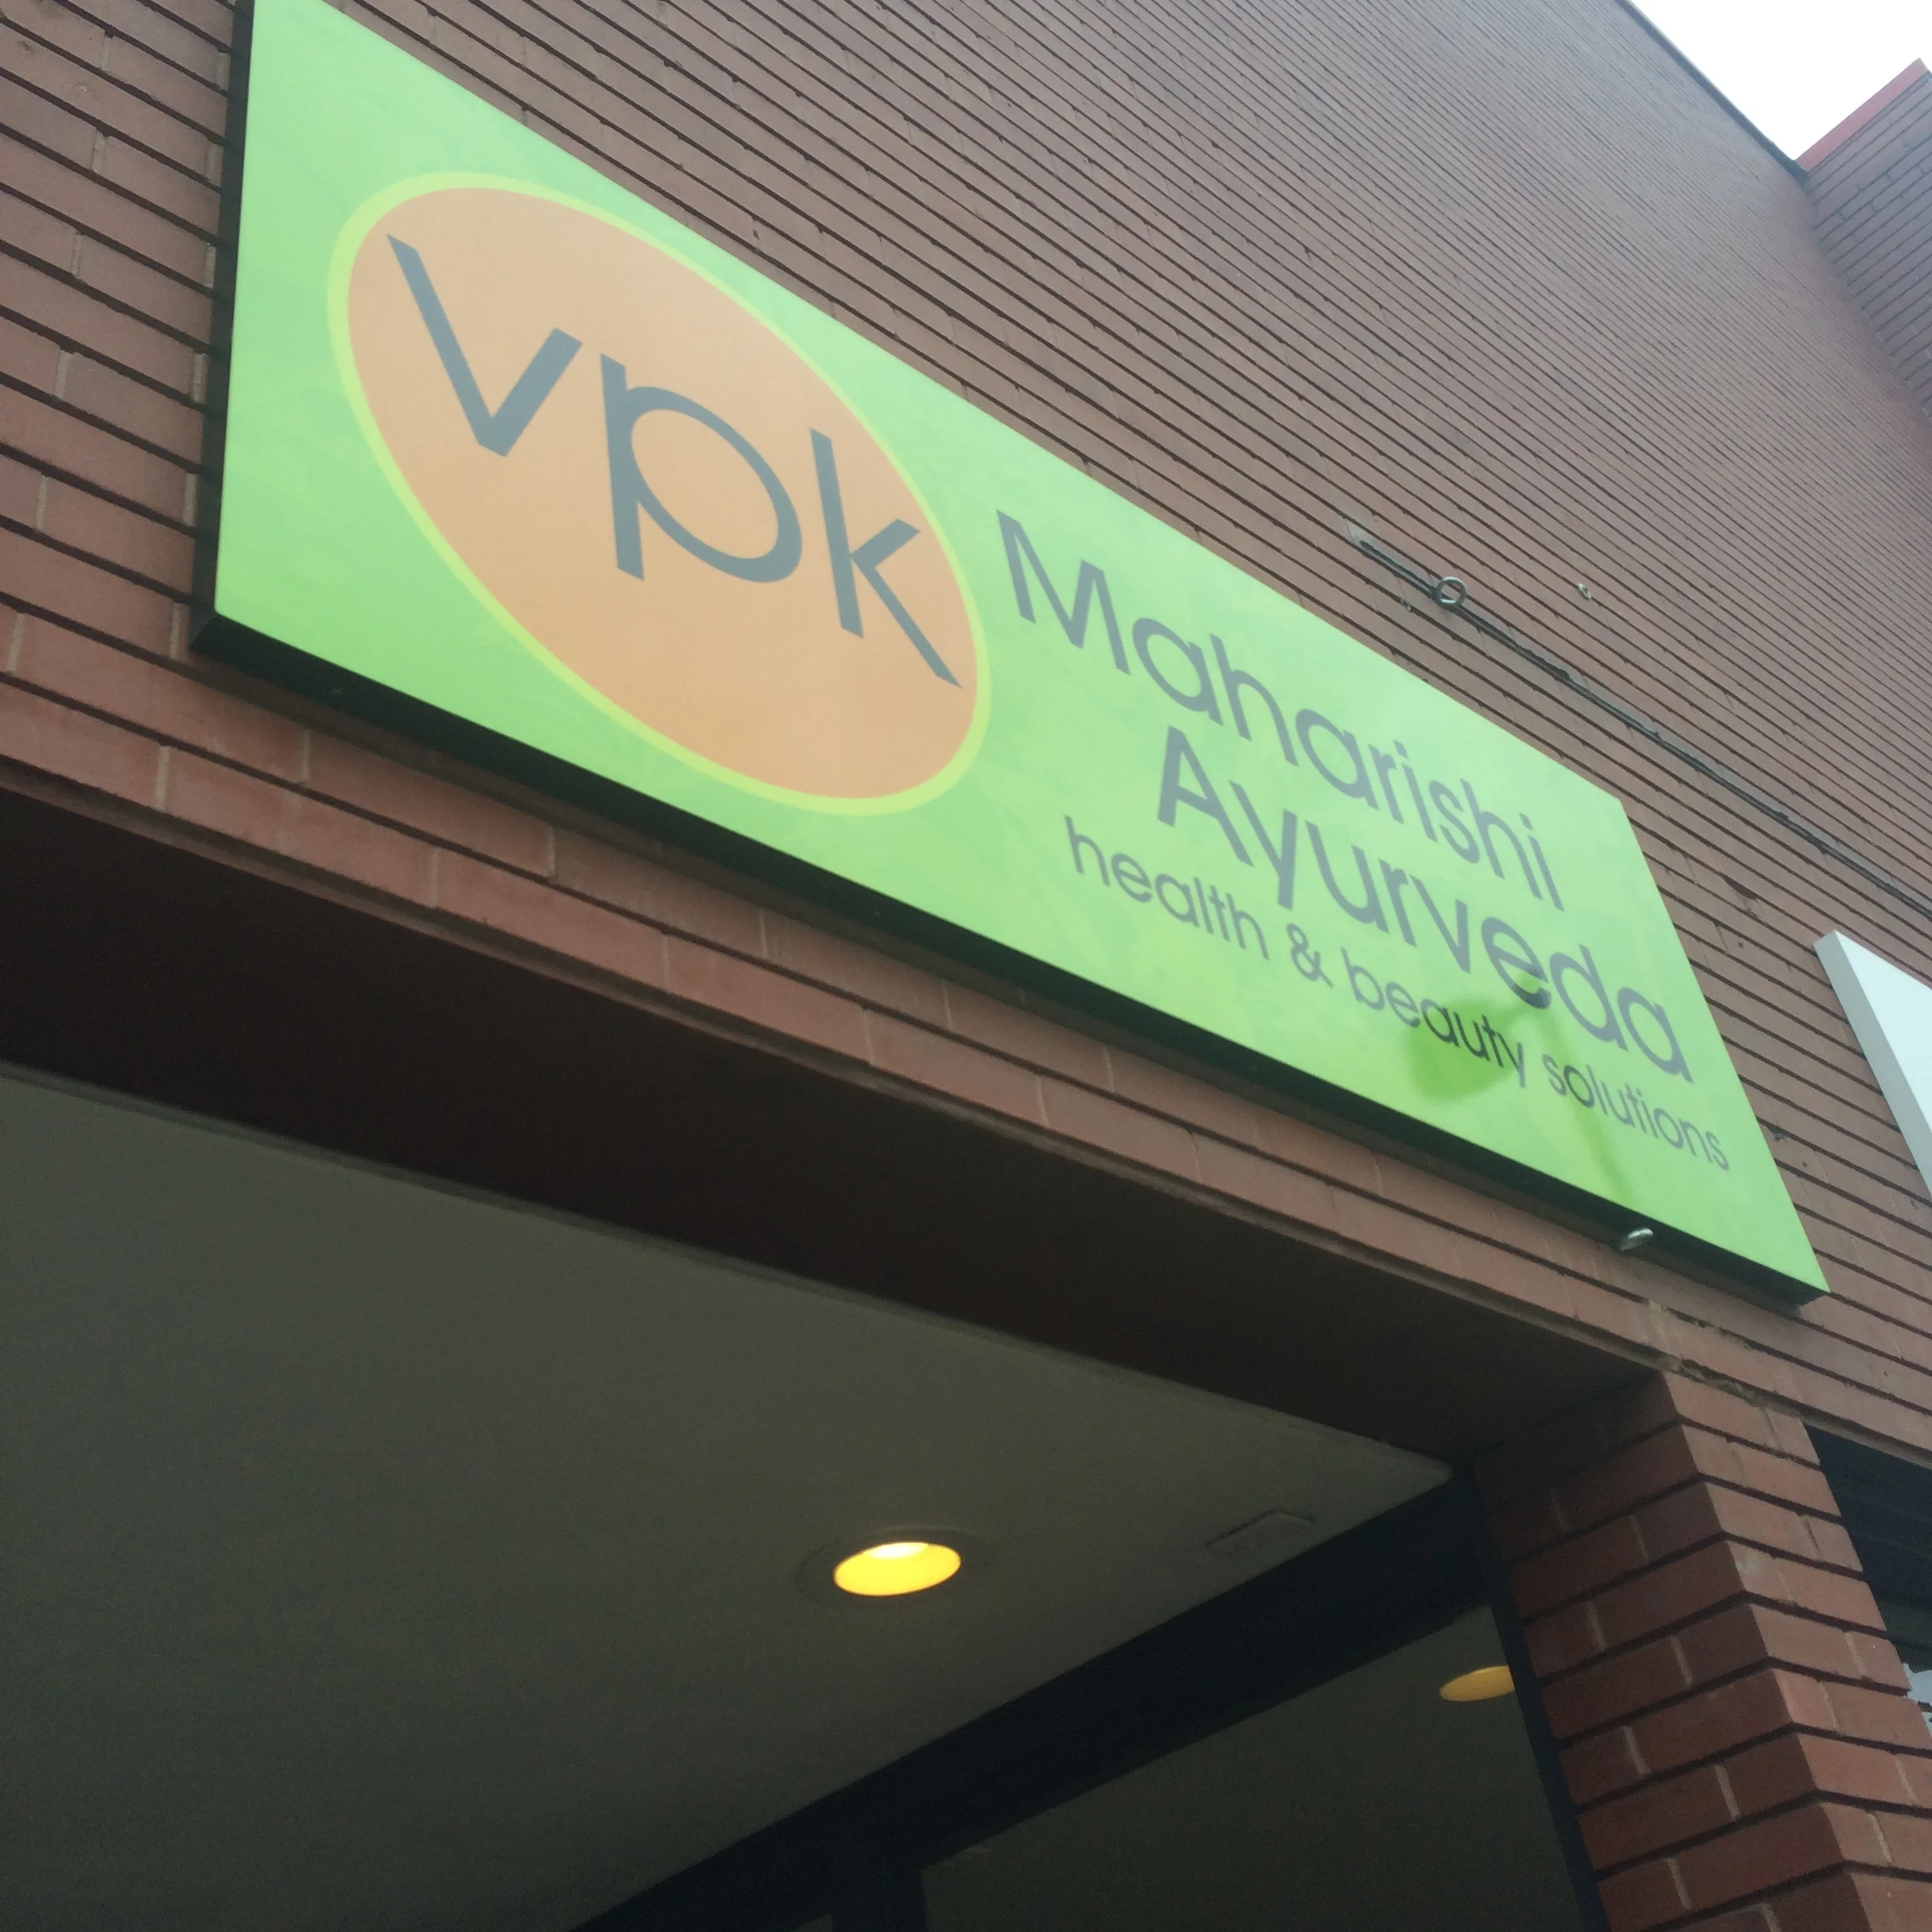 vpk
Maharishi
Ayurveda
health & beauty solutions